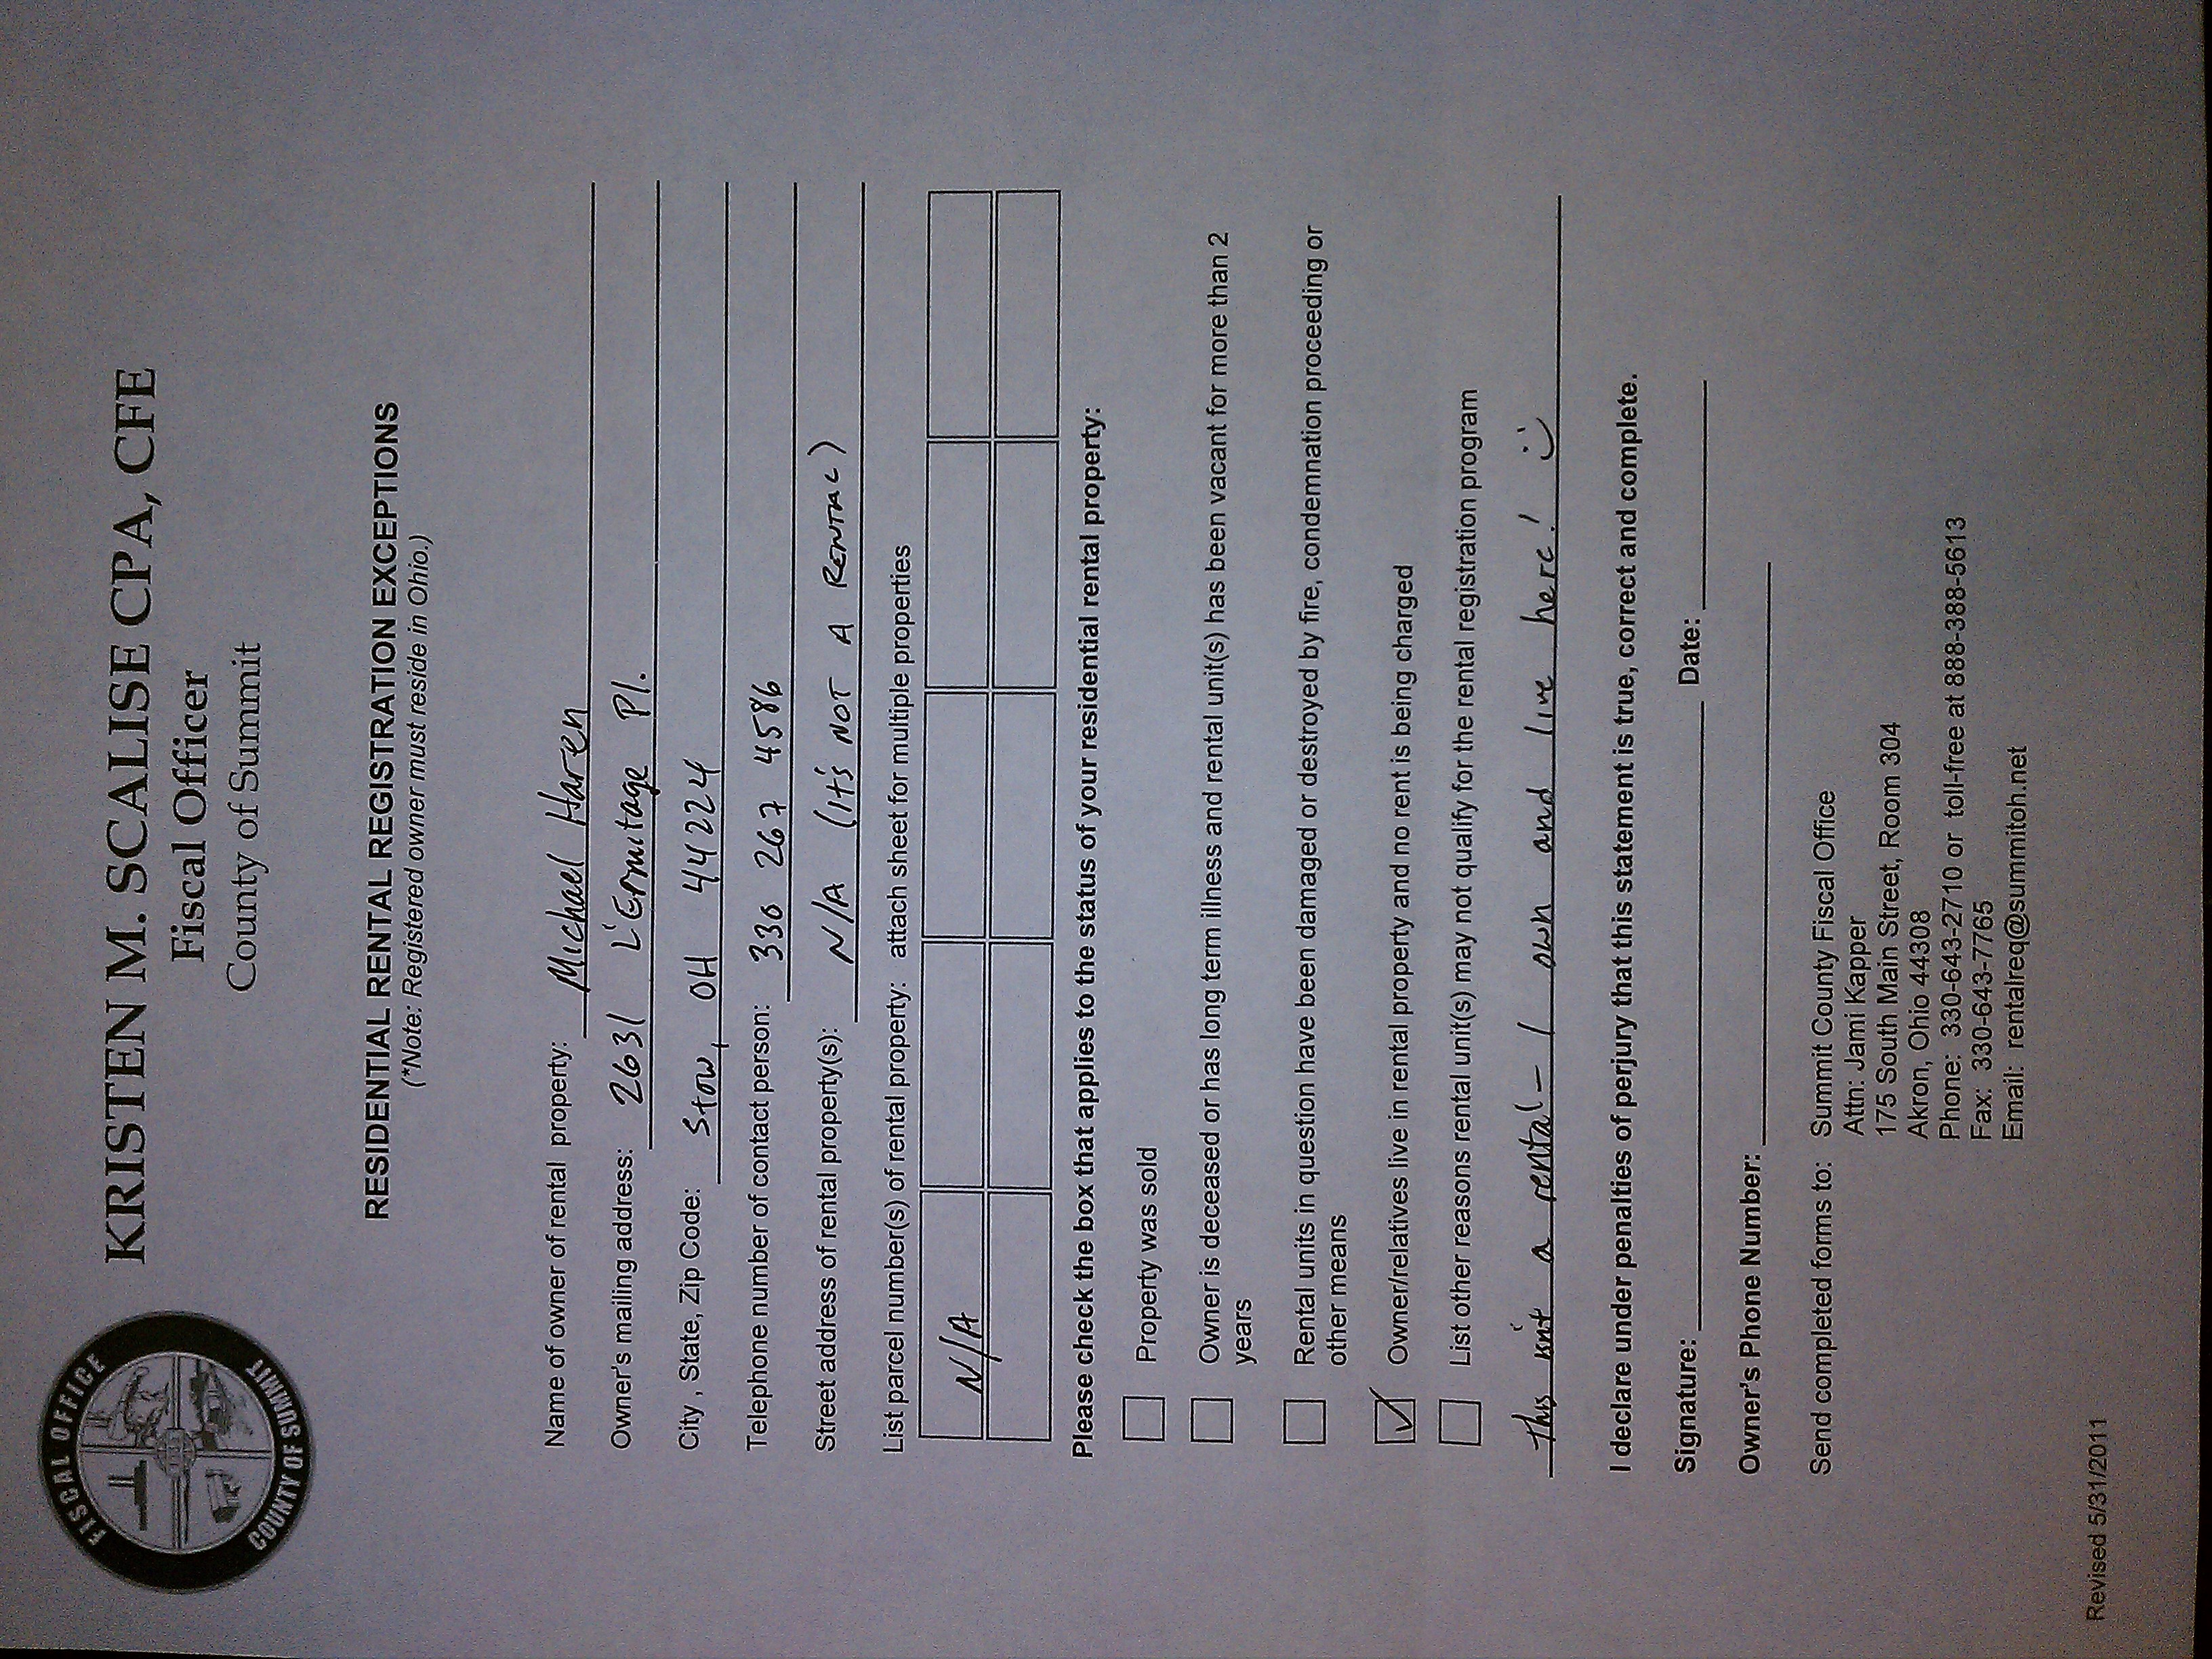 FISCAL OFFICE
COUNTY OF SUMMIT
KRISTEN M. SCALISE CPA, CFE
Fiscal Officer
County of Summit
RESIDENTIAL RENTAL REGISTRATION EXCEPTIONS
(*Note: Registered owner must reside in Ohio.)
Name of owner of rental property: Michael Haren
Owner's mailing address: 2631 L'Ermitage Pl.
City , State, Zip Code: Stow, OH 44224
Telephone number of contact person: 330 267 4586
Street address of rental property(s): N/A (It's NOT A RENTAL)
List parcel number(s) of rental property: attach sheet for multiple properties
N/A
Please check the box that applies to the status of your residential rental property:
Property was sold
Owner is deceased or has long term illness and rental unit(s) has been vacant for more than 2
years
Rental units in question have been damaged or destroyed by fire, condemnation proceeding or
other means
Owner/relatives live in rental property and no rent is being charged
List other reasons rental unit(s) may not qualify for the rental registration program
This isn't a rental – I own and live here! :)
I declare under penalties of perjury that this statement is true, correct and complete.
Signature: Date:
Owner's Phone Number:
Send completed forms to: Summit County Fiscal Office
Attn: Jami Kapper
175 South Main Street, Room 304
Akron, Ohio 44308
Phone: 330-643-2710 or toll-free at 888-388-5613
Fax: 330-643-7765
Email: rentalreq@summitoh.net
Revised 5/31/2011